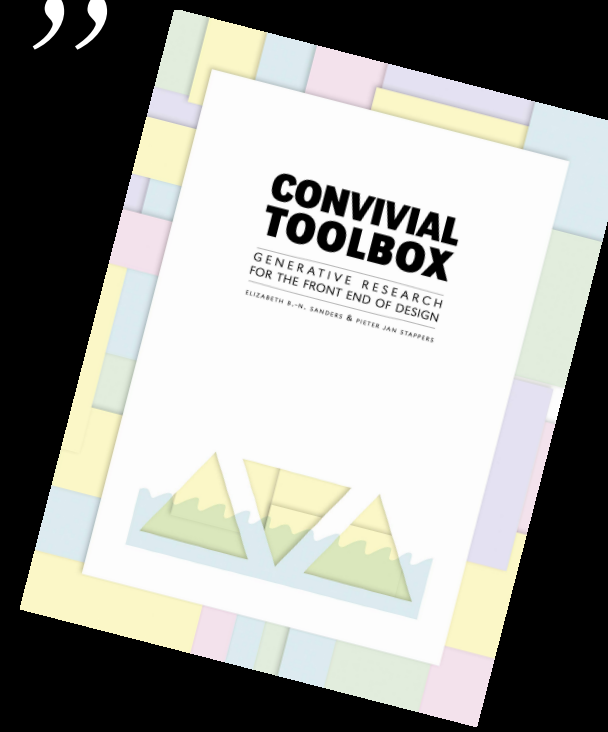 ”
CONVIVIAL
TOOLBOX
GENERATIVE RESEARCH
FOR THE FRONT END OF DESIGN
ELIZABETH B.-N. SANDERS & PIETER JAN STAPPERS